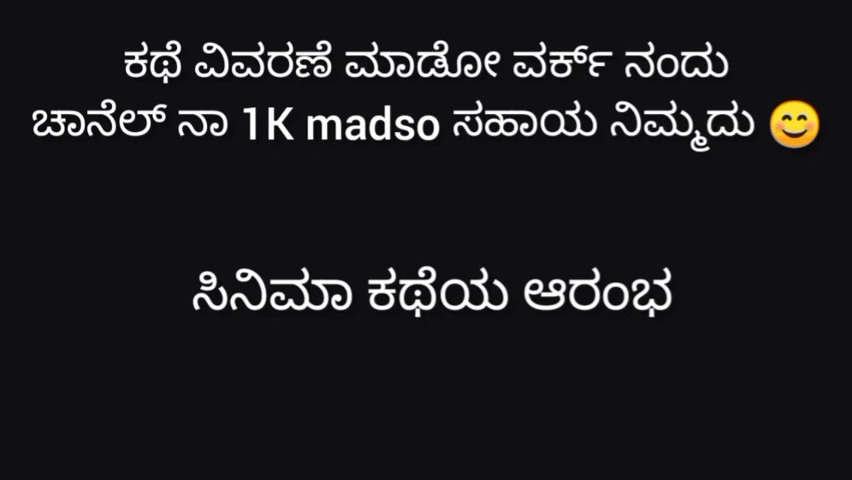 ಕಥೆ ವಿವರಣೆ ಮಾಡೋ ವರ್ಕ್ ನಂದು
ಚಾನೆಲ್ ನಾ 1K madso ಸಹಾಯ ನಿಮ್ಮದು 😊
ಸಿನಿಮಾ ಕಥೆಯ ಆರಂಭ